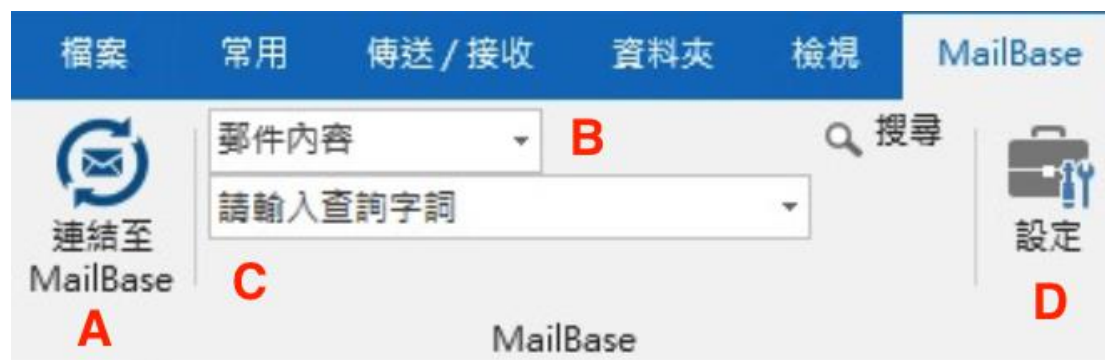 檔案 常用 傳送 / 接收 資料夾 檢視 MailBase
郵件內容 B 搜尋
請輸入查詢字詞
連結至
MailBase
設定
C
A
D
MailBase